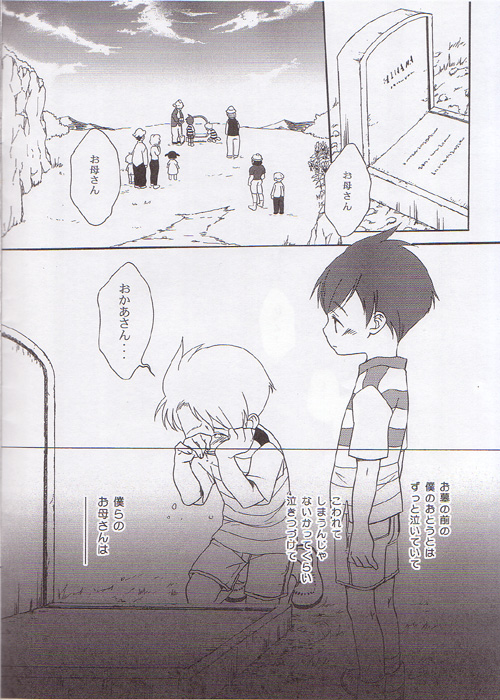 お母さん
お母さん
おかあさん
・・・
お墓の前の
僕のおとうとは
ずっと泣いていて
こわれて
しまうんじゃ
ないかってくらい
泣きつづけて
僕らの
お母さんは